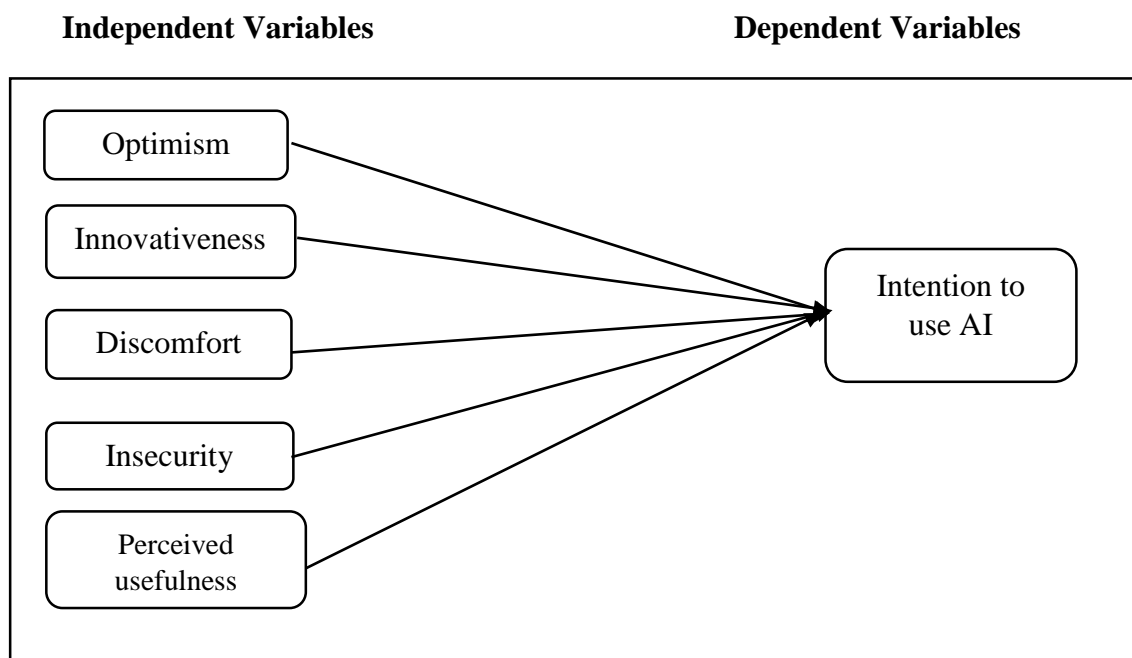 Independent Variables
Dependent Variables
Optimism
Innovativeness
Discomfort
Insecurity
Perceived
usefulness
Intention to
use AI